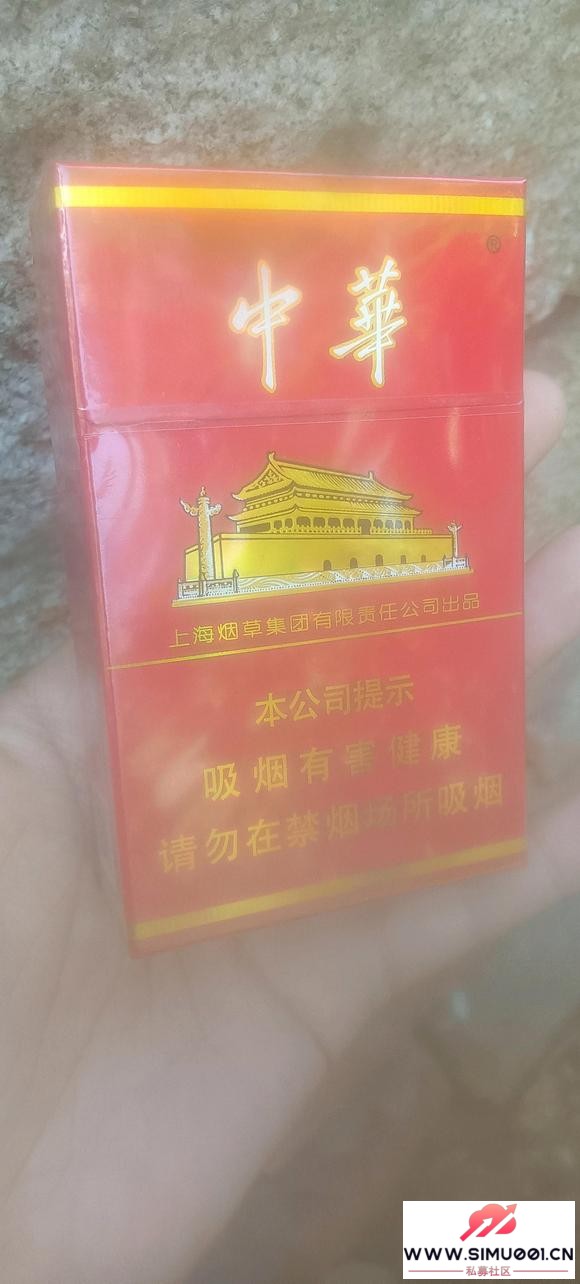 中華
®
上海烟草集团有限责任公司出品
本公司提示
吸烟有害健康
请勿在禁烟场所吸烟
WWW.SIMU001.CN
私募社区